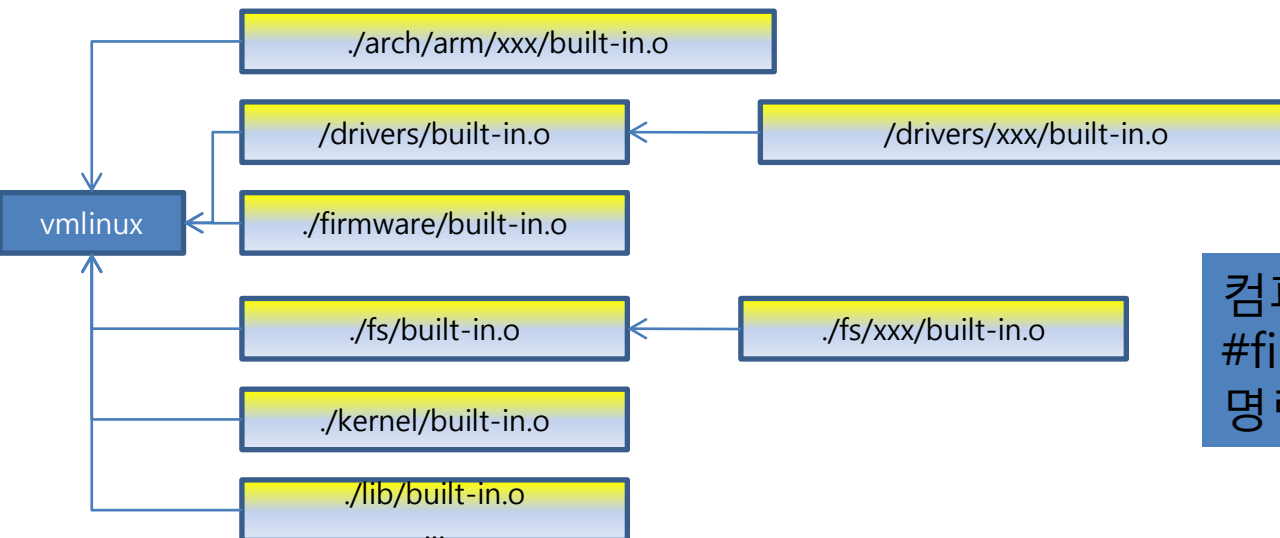 ./arch/arm/xxx/built-in.o
/drivers/built-in.o
/drivers/xxx/built-in.o
vmlinux
./firmware/built-in.o
./fs/built-in.o
./fs/xxx/built-in.o
./kernel/built-in.o
./lib/built-in.o
...
#fi